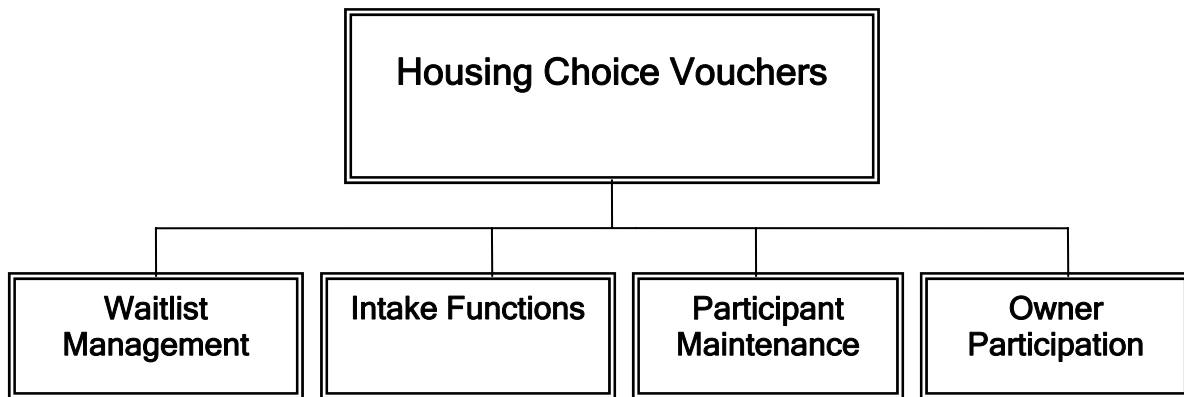 Housing Choice Vouchers
Waitlist
Management
Intake Functions
Participant
Maintenance
Owner
Participation